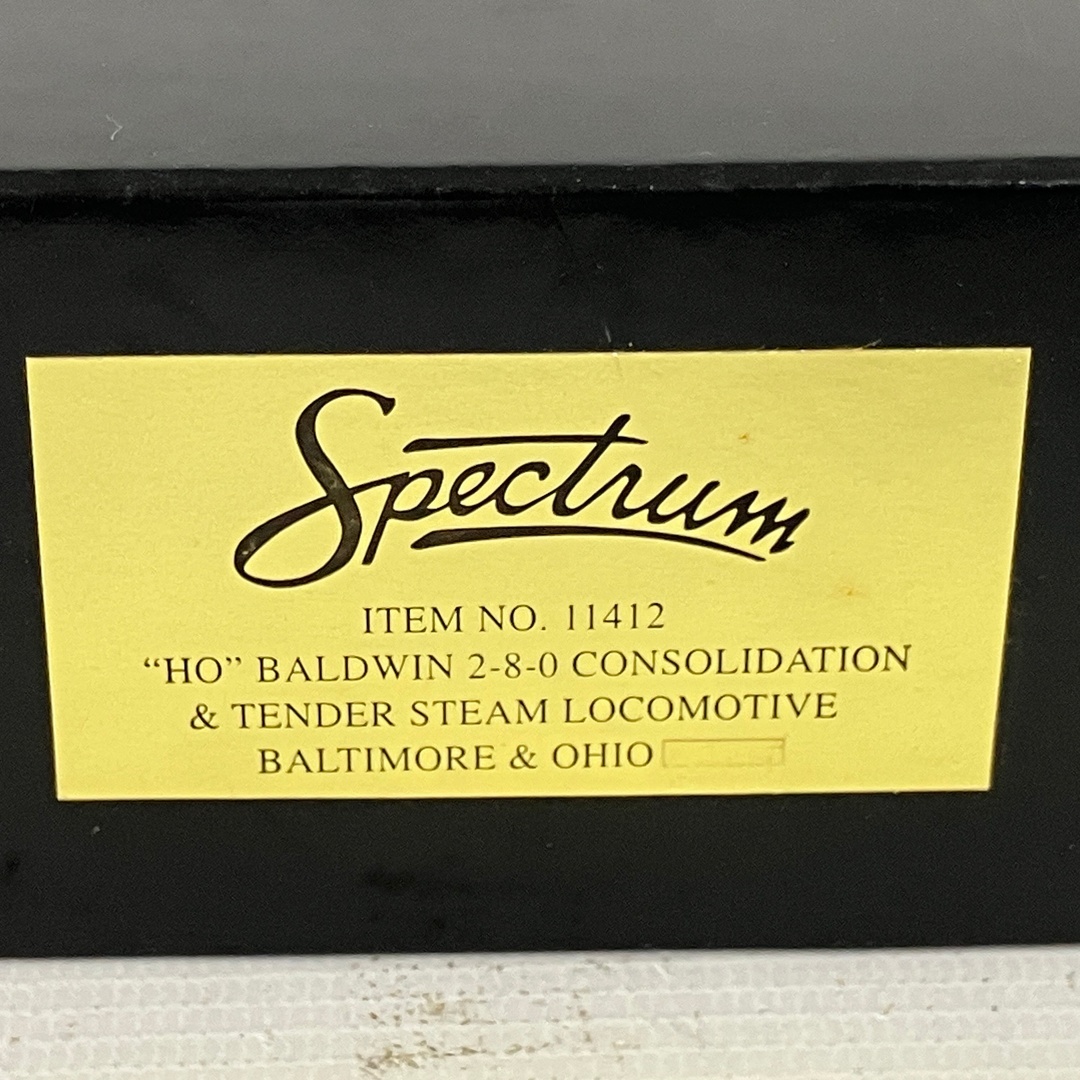 Spectrum
ITEM NO. 11412
“HO” BALDWIN 2-8-0 CONSOLIDATION
& TENDER STEAM LOCOMOTIVE
BALTIMORE & OHIO